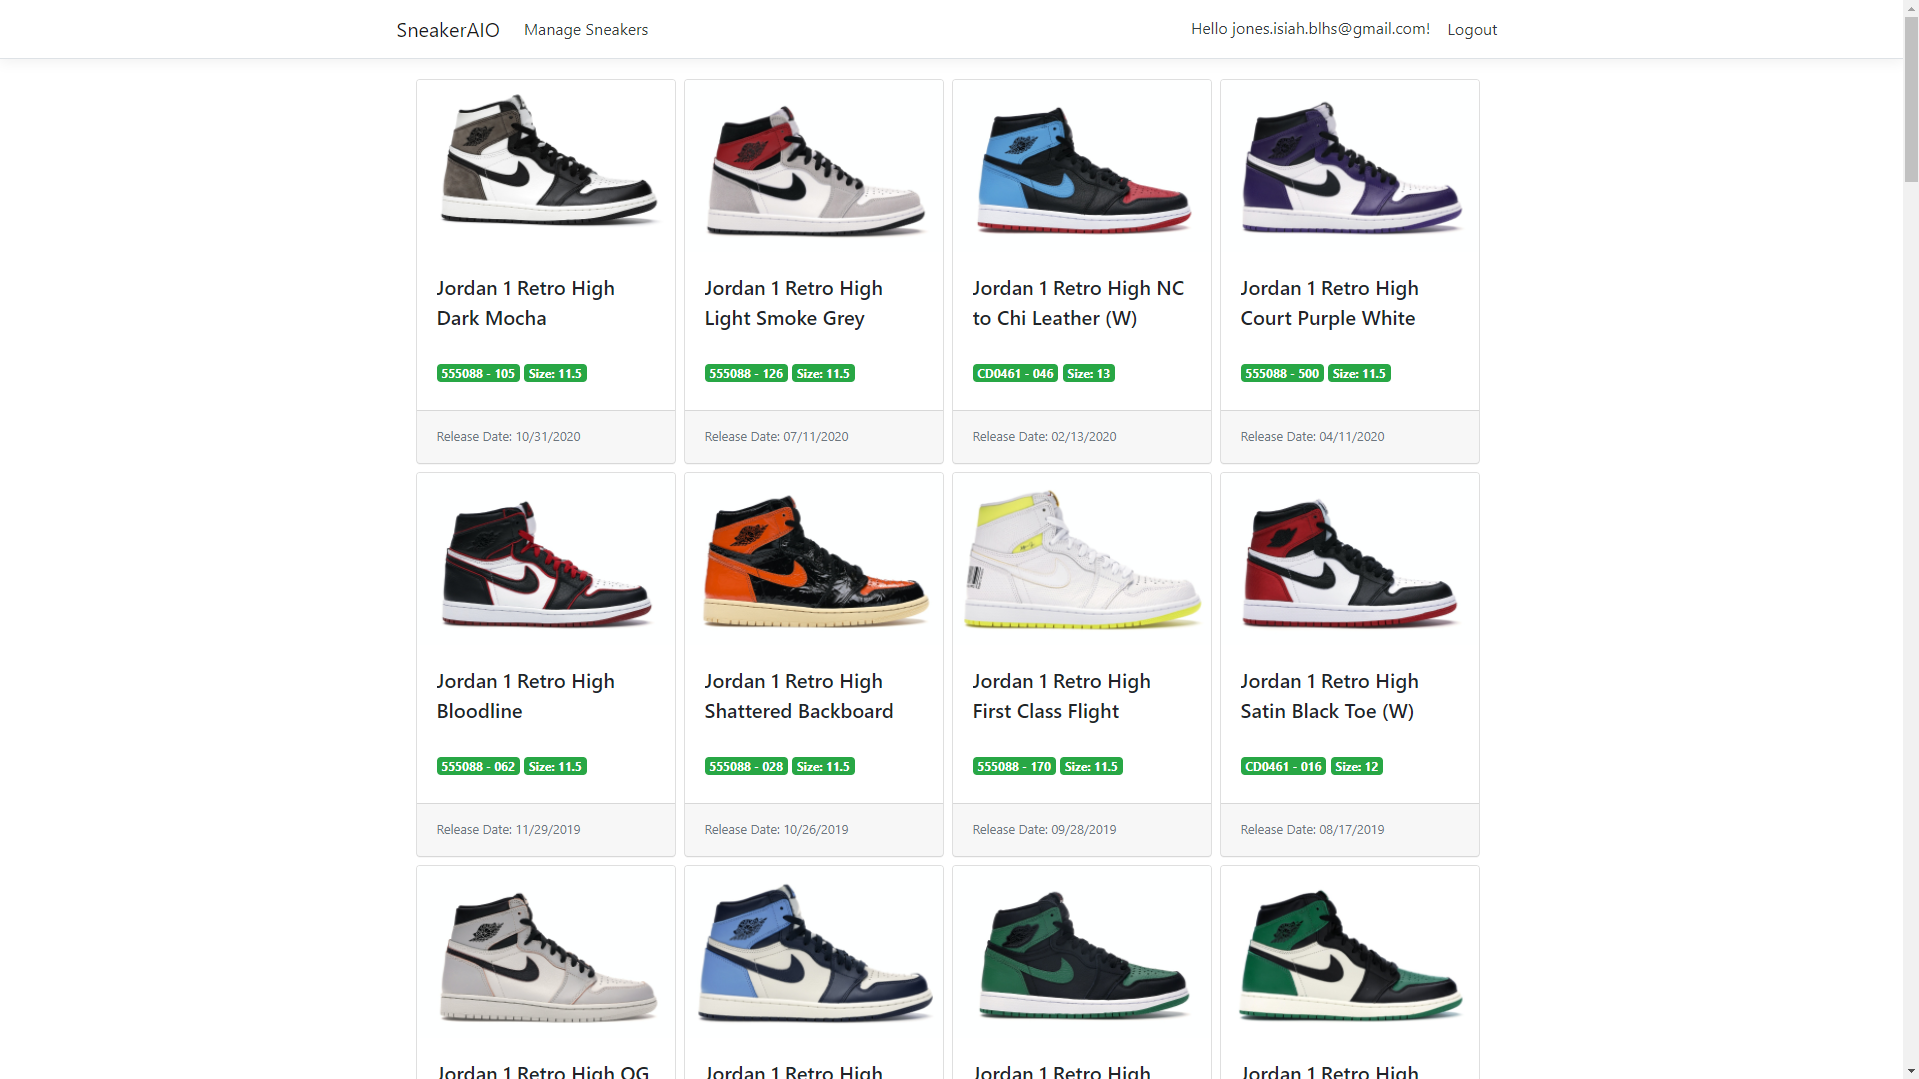 SneakerAIO
Manage Sneakers
Hello jones.isiah.blhs@gmail.com!
Logout
Jordan 1 Retro High
Dark Mocha
555088 - 105 Size: 11.5
Release Date: 10/31/2020
Jordan 1 Retro High
Light Smoke Grey
555088 - 126 Size: 11.5
Release Date: 07/11/2020
Jordan 1 Retro High NC
to Chi Leather (W)
CD0461 - 046 Size: 13
Release Date: 02/13/2020
Jordan 1 Retro High
Court Purple White
555088 - 500 Size: 11.5
Release Date: 04/11/2020
Jordan 1 Retro High
Bloodline
555088 - 062 Size: 11.5
Release Date: 11/29/2019
Jordan 1 Retro High
Shattered Backboard
555088 - 028 Size: 11.5
Release Date: 10/26/2019
Jordan 1 Retro High
First Class Flight
555088 - 170 Size: 11.5
Release Date: 09/28/2019
Jordan 1 Retro High
Satin Black Toe (W)
CD0461 - 016 Size: 12
Release Date: 08/17/2019
Jordan 1 Retro High OG
Jordan 1 Retro High
Jordan 1 Retro High
Jordan 1 Retro High